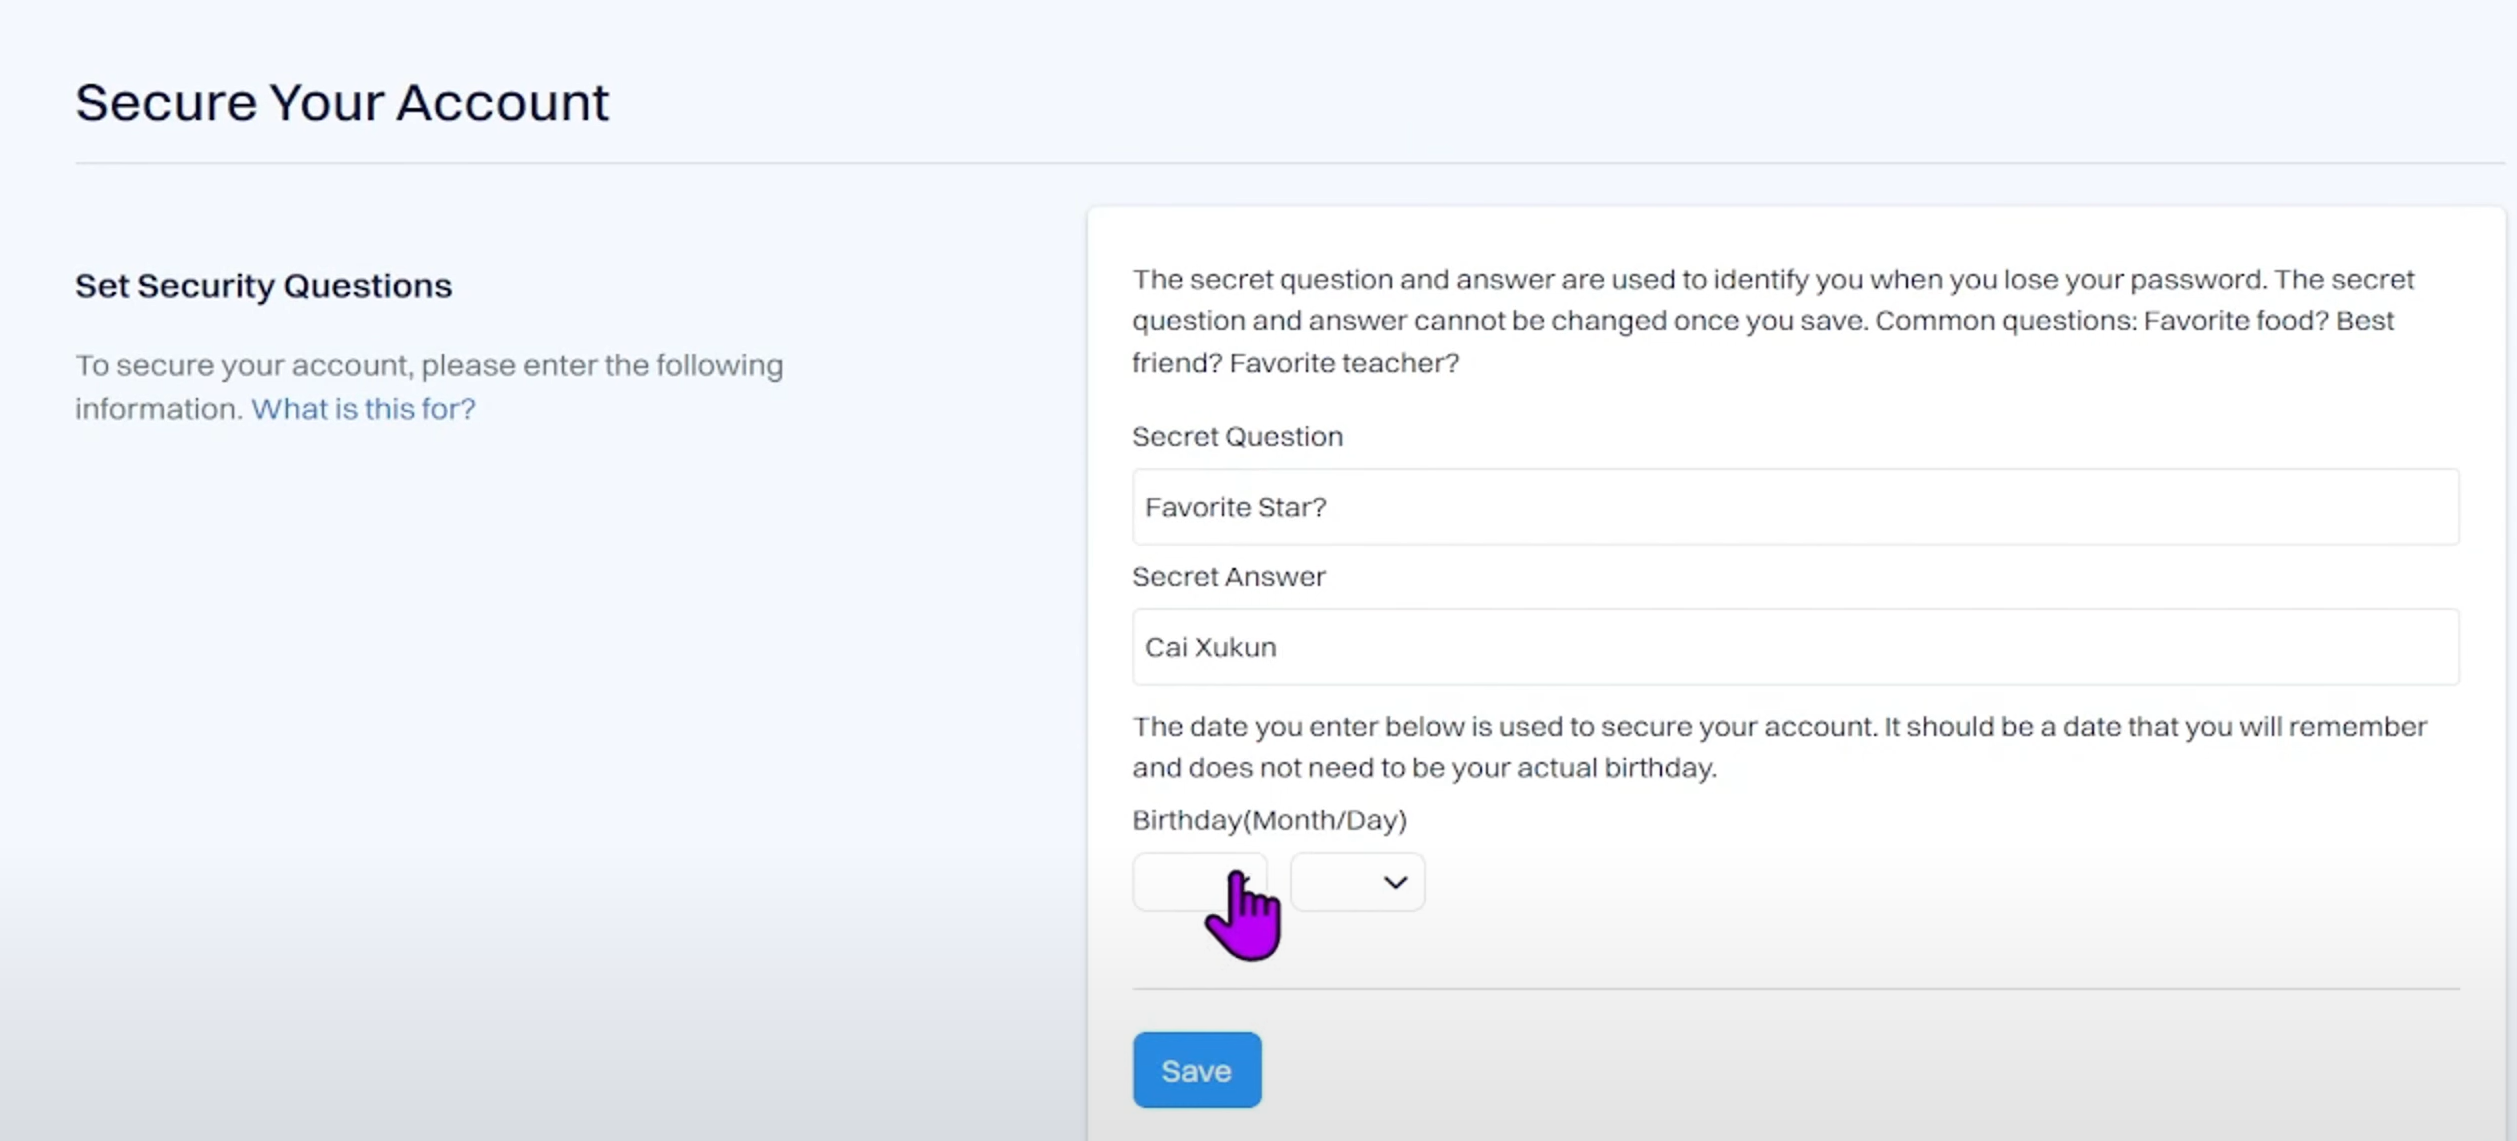 Secure Your Account
Set Security Questions
To secure your account, please enter the following
information. What is this for?
The secret question and answer are used to identify you when you lose your password. The secret
question and answer cannot be changed once you save. Common questions: Favorite food? Best
friend? Favorite teacher?
Secret Question
Favorite Star?
Secret Answer
Cai Xukun
The date you enter below is used to secure your account. It should be a date that you will remember
and does not need to be your actual birthday.
Birthday(Month/Day)
Save